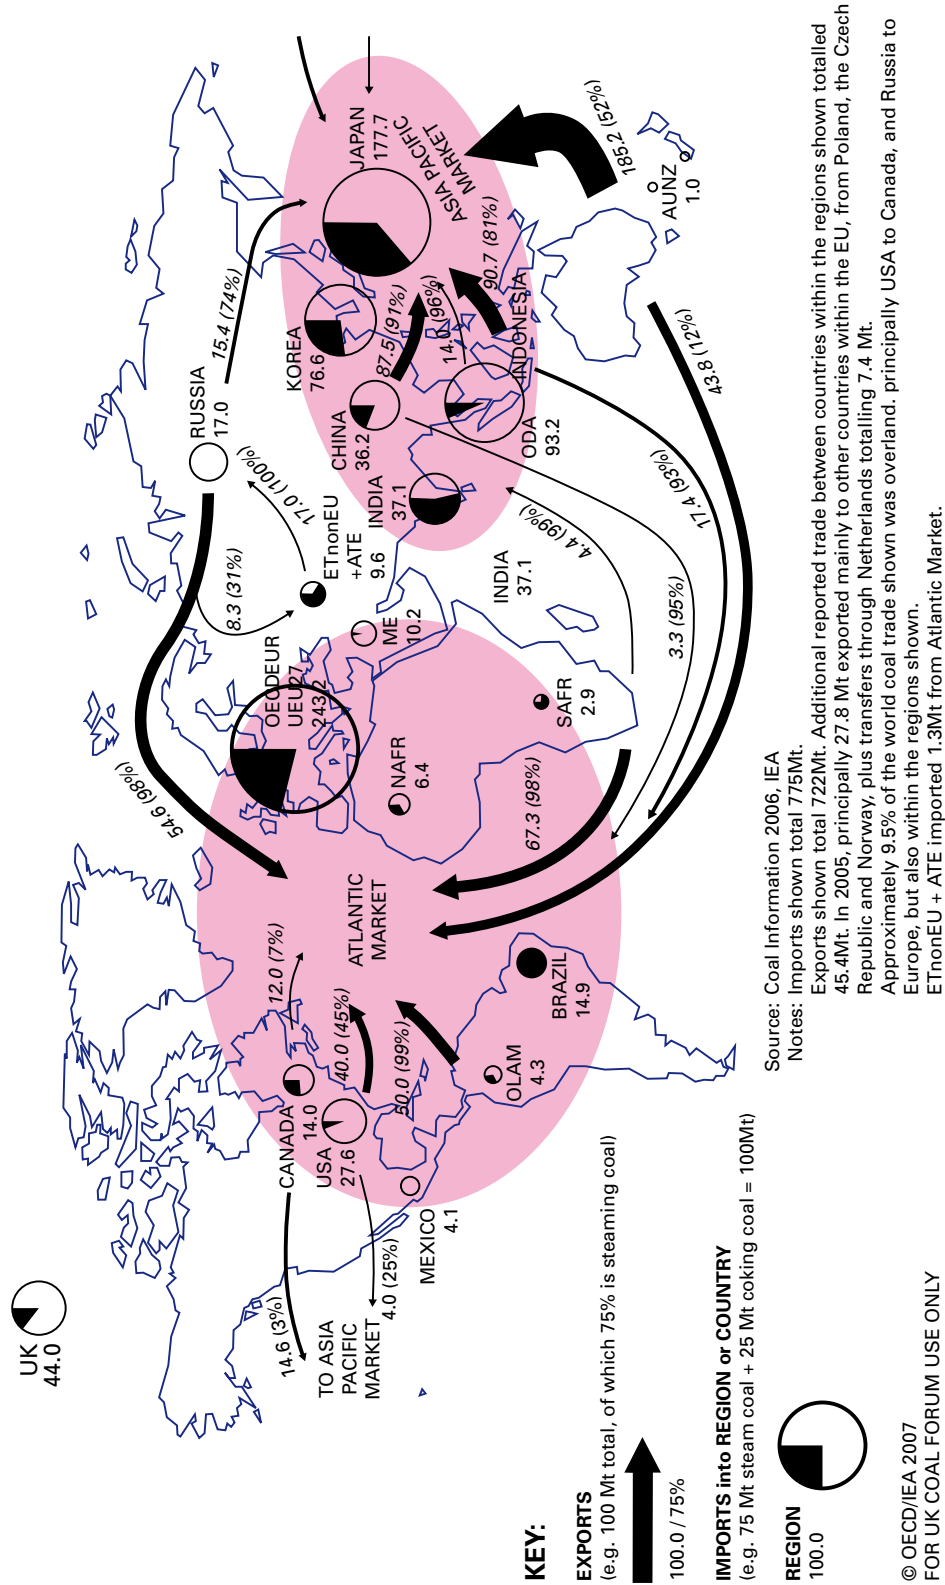 UK
44.0
CANADA
14.0
12.0 (7%)
14.6 (3%)
USA
27.6
40.0 (45%)
4.0 (25%)
TO ASIA
PACIFIC
MARKET
MEXICO
4.1
50.0 (99%)
OLAM
4.3
BRAZIL
14.9
ATLANTIC
MARKET
54.6 (98%)
OECDEUR
UEU27
243.2
NAFR
6.4
67.3 (98%)
SAFR
2.9
ME
10.2
8.3 (31%)
17.0 (100%)
ETnonEU
+ATE
9.6
RUSSIA
17.0
15.4 (74%)
INDIA
37.1
INDIA
37.1
4.4 (99%)
3.3 (95%)
17.4 (93%)
43.8 (12%)
CHINA
36.2
KOREA
76.6
87.5 (91%)
14.0 (96%)
ODA
93.2
INDONESIA
90.7 (81%)
JAPAN
177.7
ASIA PACIFIC
MARKET
185.2 (52%)
AUNZ
1.0
KEY:
EXPORTS
(e.g. 100 Mt total, of which 75% is steaming coal)
100.0 / 75%
IMPORTS into REGION or COUNTRY
(e.g. 75 Mt steam coal + 25 Mt coking coal = 100Mt)
REGION
100.0
© OECD/IEA 2007
FOR UK COAL FORUM USE ONLY
Source: Coal Information 2006, IEA
Notes: Imports shown total 775Mt.
Exports shown total 722Mt. Additional reported trade between countries within the regions shown totalled
45.4Mt. In 2005, principally 27.8 Mt exported mainly to other countries within the EU, from Poland, the Czech
Republic and Norway, plus transfers through Netherlands totalling 7.4 Mt.
Approximately 9.5% of the world coal trade shown was overland. principally USA to Canada, and Russia to
Europe, but also within the regions shown.
ETnonEU + ATE imported 1.3Mt from Atlantic Market.